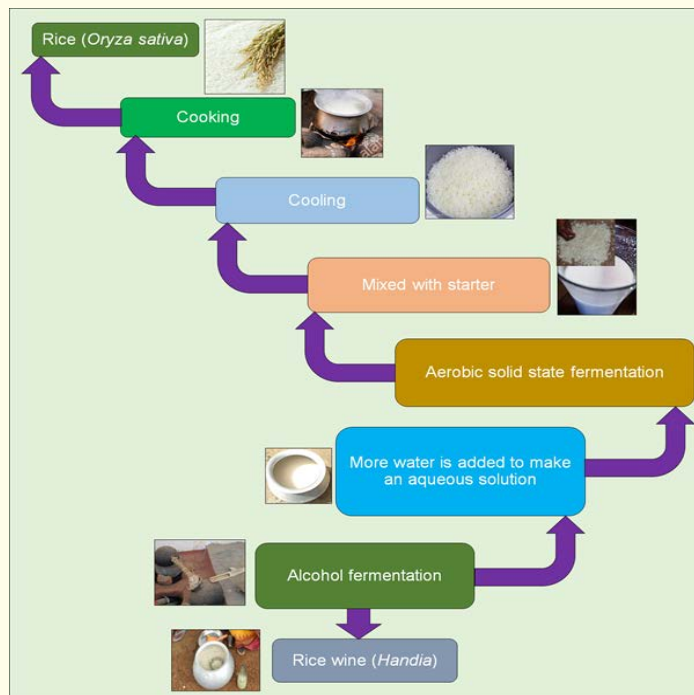 Rice (Oryza sativa)
Cooking
Cooling
Mixed with starter
Aerobic solid state fermentation
More water is added to make
an aqueous solution
Alcohol fermentation
Rice wine (Handia)